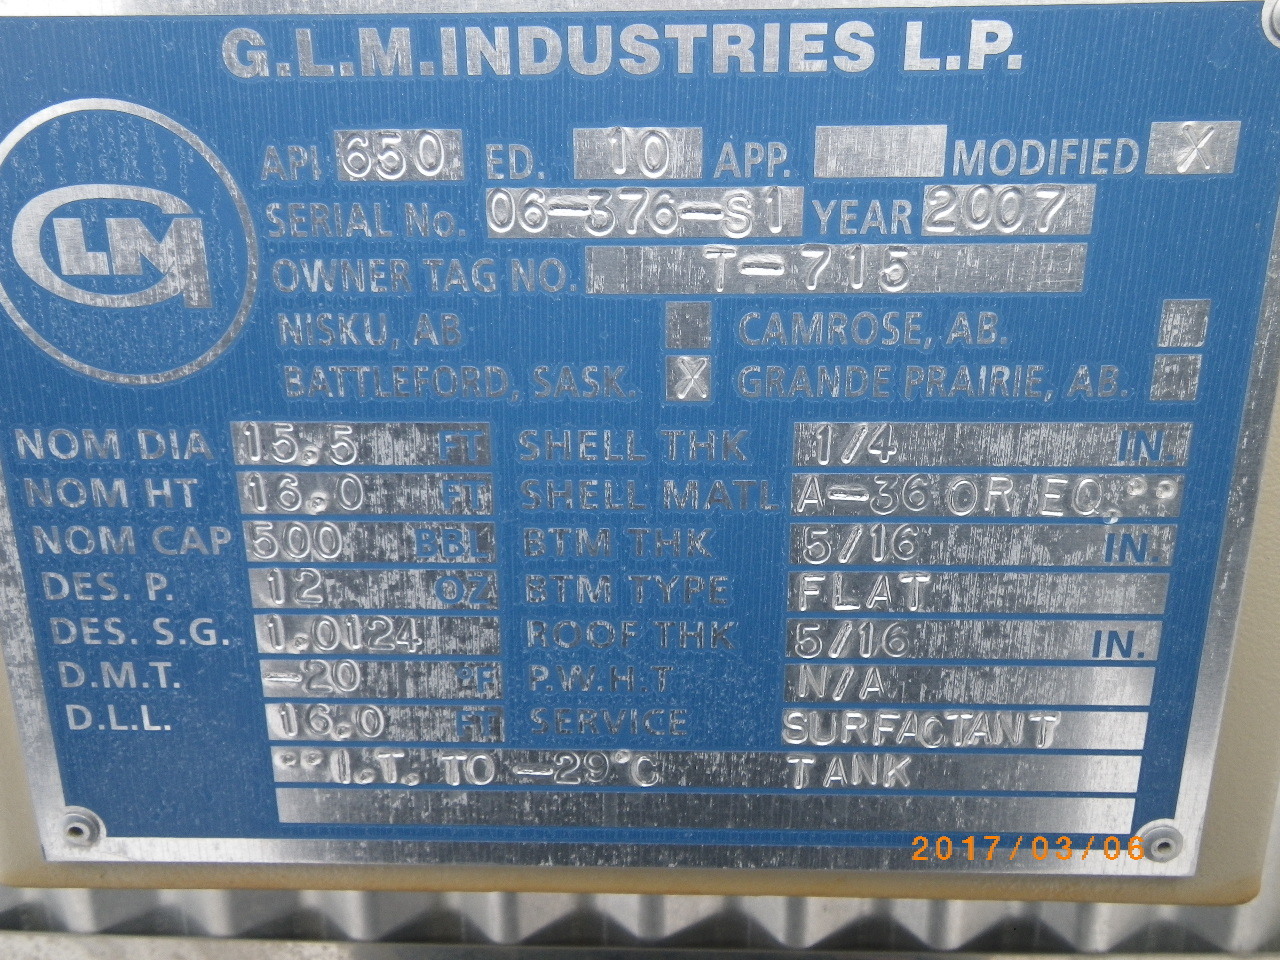 G.L.M. INDUSTRIES L.P.
GLM
API 650 ED. 10 APP. MODIFIED X
SERIAL No. 06-376-S1 YEAR 2007
OWNER TAG NO. T-715
NISKU, AB CAMROSE, AB.
BATTLEFORD, SASK. X GRANDE PRAIRIE, AB.
NOM DIA 15.5 FT SHELL THK 1/4 IN.
NOM HT 16.0 FT SHELL MATL A-36 OR EQ. **
NOM CAP 500 BBL BTM THK 5/16 IN.
DES. P. 12 OZ BTM TYPE FLAT
DES. S.G. 1.0124 ROOF THK 5/16 IN.
D.M.T. -20 °F P.W.H.T N/A
D.L.L. 16.0 FT SERVICE SURFACTANT
**I.T. TO -29°C TANK
2017/03/06